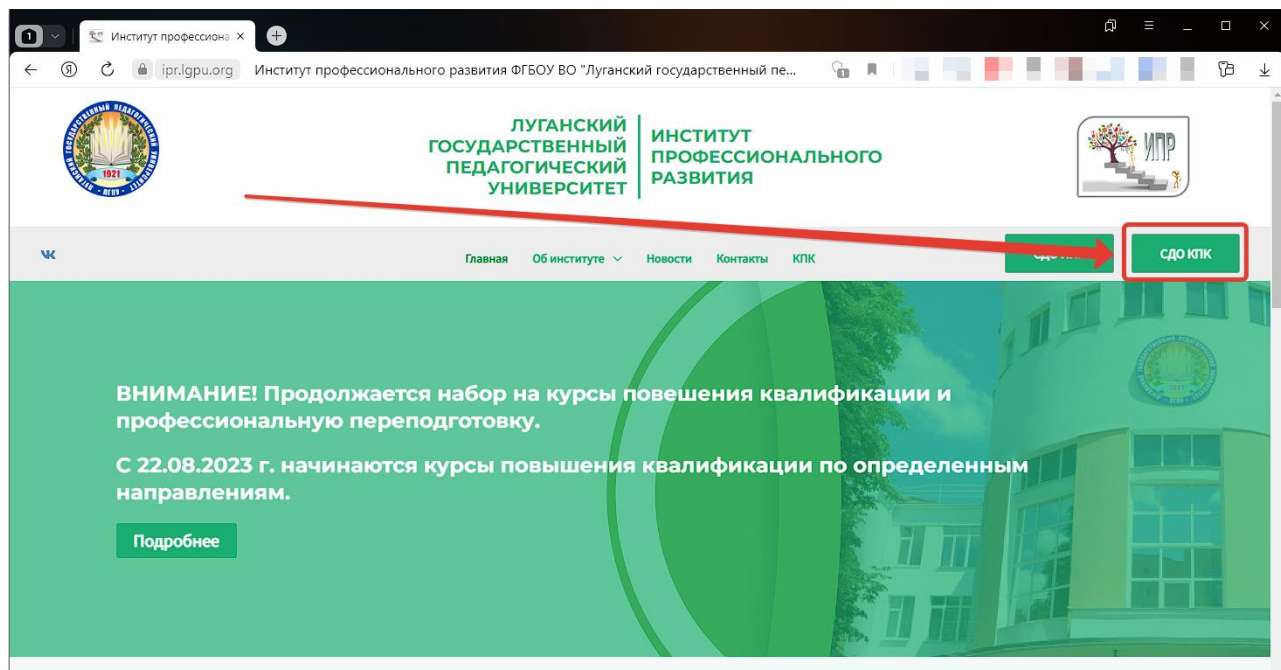 1
Институт профессиона
ipr.lgpu.org Институт профессионального развития ФГБОУ ВО "Луганский государственный пе...
ЛУГАНСКИЙ
ГОСУДАРСТВЕННЫЙ
ПЕДАГОГИЧЕСКИЙ
УНИВЕРСИТЕТ
ИНСТИТУТ
ПРОФЕССИОНАЛЬНОГО
РАЗВИТИЯ
1921
ИПР
Главная Об институте Новости Контакты КПК
СДО
СДО КПК
ВНИМАНИЕ! Продолжается набор на курсы повешения квалификации и
профессиональную переподготовку.
С 22.08.2023 г. начинаются курсы повышения квалификации по определенным
направлениям.
Подробнее